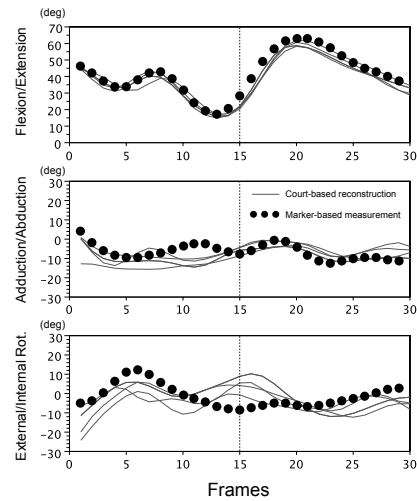 (deg)
Flexion/Extension
70
60
50
40
30
20
10
0
0 5 10 15 20 25 30
(deg)
Adduction/Abduction
30
20
10
0
-10
-20
-30
Court-based reconstruction
Marker-based measurement
0 5 10 15 20 25 30
(deg)
External/Internal Rot.
30
20
10
0
-10
-20
-30
0 5 10 15 20 25 30
Frames